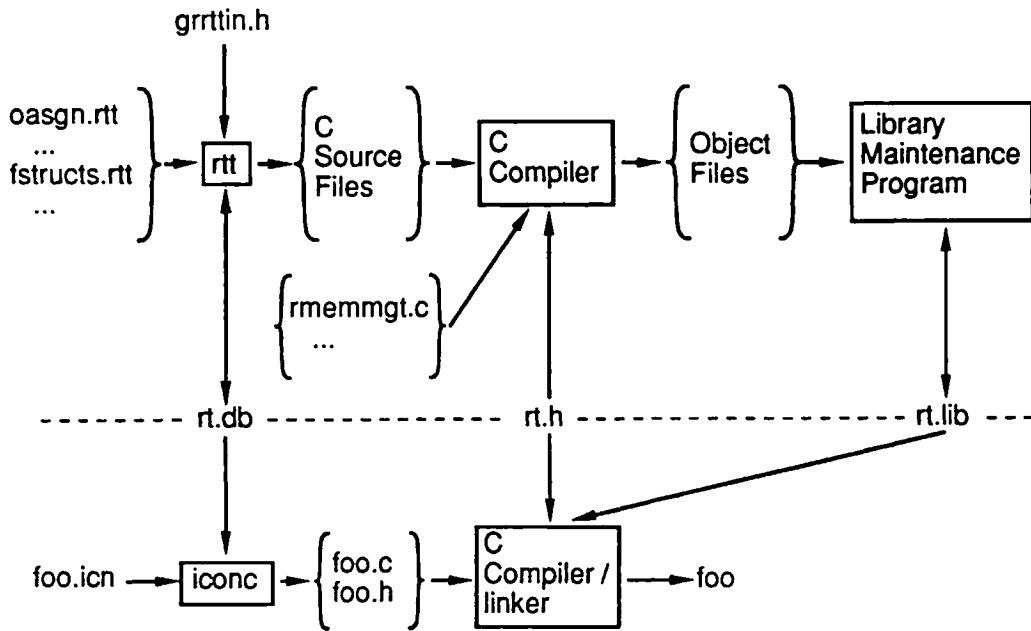 grrttin.h
oasgn.rtt
...
fstructs.rtt
...
rtt
C
Source
Files
C
Compiler
Object
Files
Library
Maintenance
Program
rmemmgt.c
...
rt.db
rt.h
rt.lib
foo.icn
iconc
foo.c
foo.h
C
Compiler /
linker
foo